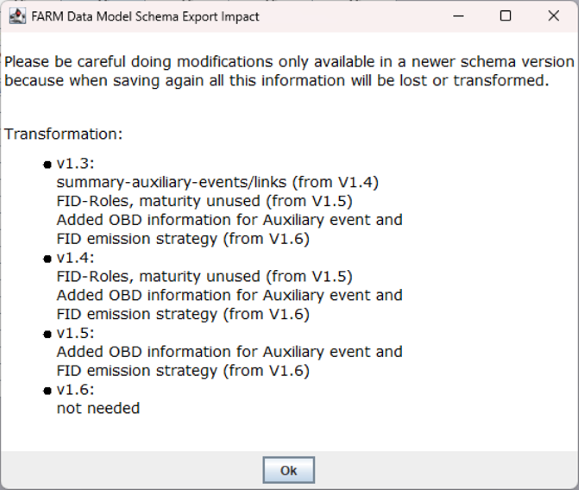 FARM Data Model Schema Export Impact
Please be careful doing modifications only available in a newer schema version
because when saving again all this information will be lost or transformed.
Transformation:
v1.3:
summary-auxiliary-events/links (from V1.4)
FID-Roles, maturity unused (from V1.5)
Added OBD information for Auxiliary event and
FID emission strategy (from V1.6)
v1.4:
FID-Roles, maturity unused (from V1.5)
Added OBD information for Auxiliary event and
FID emission strategy (from V1.6)
v1.5:
Added OBD information for Auxiliary event and
FID emission strategy (from V1.6)
v1.6:
not needed
Ok